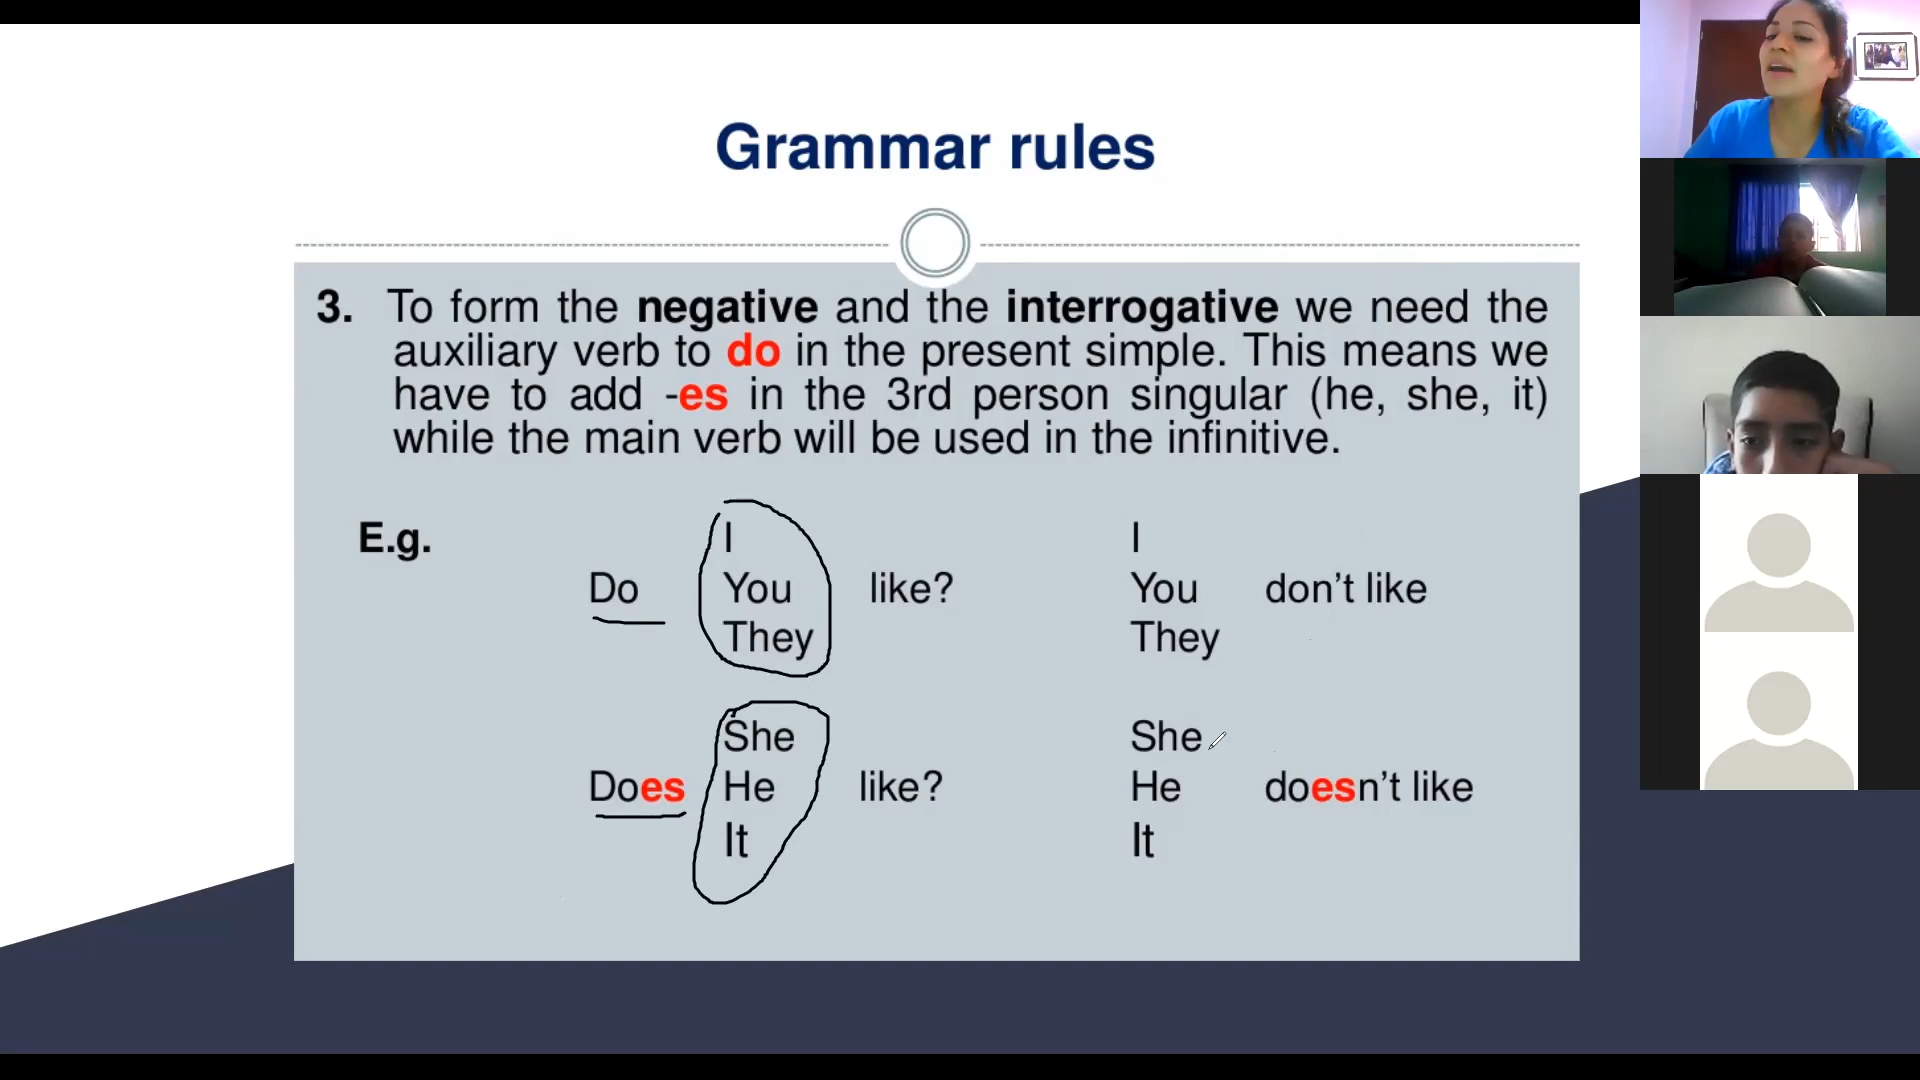 Grammar rules
3. To form the negative and the interrogative we need the
auxiliary verb to do in the present simple. This means we
have to add -es in the 3rd person singular (he, she, it)
while the main verb will be used in the infinitive.
E.g.
I
Do You like?
They
She
Does He like?
It
I
You don’t like
They
She
He doesn’t like
It